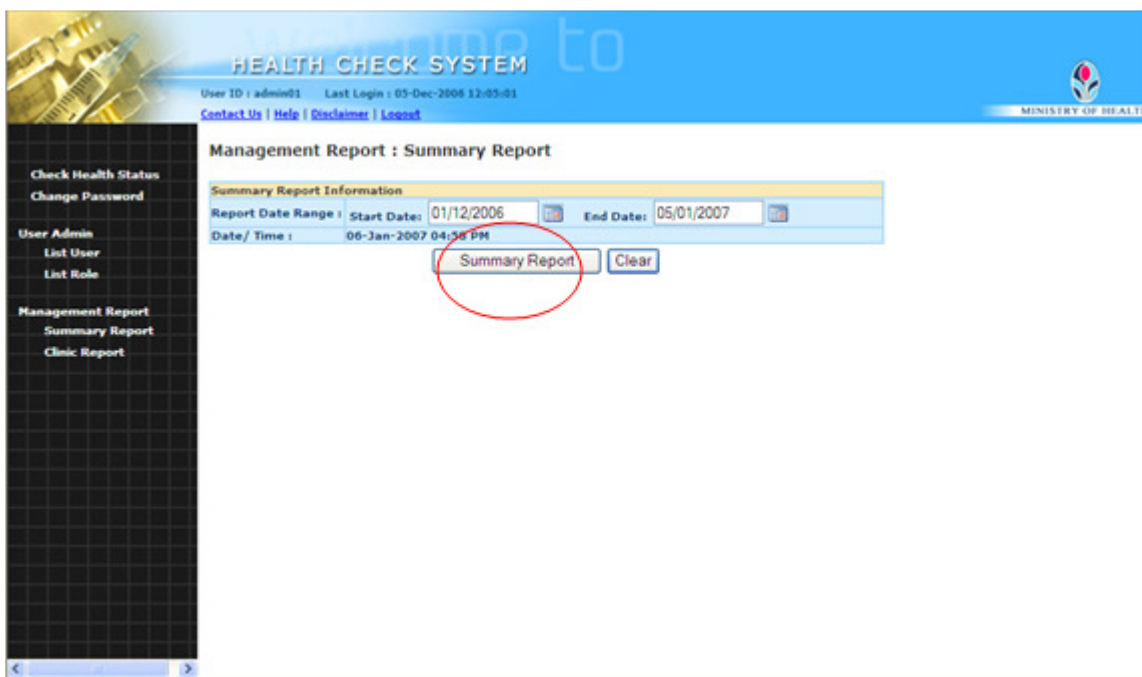 welcome to
HEALTH CHECK SYSTEM
User ID : admin01 Last Login : 05-Dec-2006 12:05:01
Contact Us | Help | Disclaimer | Logout
MINISTRY OF HEALTH
Check Health Status
Change Password
User Admin
List User
List Role
Management Report
Summary Report
Clinic Report
Management Report : Summary Report
Summary Report Information
Report Date Range : Start Date: 01/12/2006 End Date: 05/01/2007
Date/ Time : 06-Jan-2007 04:58 PM
Summary Report Clear